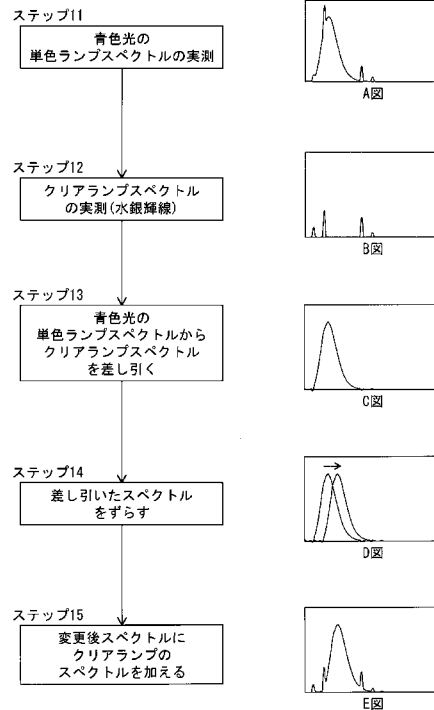 ステップ11
青色光の
単色ランプスペクトルの実測
A図
ステップ12
クリアランプスペクトル
の実測(水銀輝線)
B図
ステップ13
青色光の
単色ランプスペクトルから
クリアランプスペクトル
を差し引く
C図
ステップ14
差し引いたスペクトル
をずらす
D図
ステップ15
変更後スペクトルに
クリアランプの
スペクトルを加える
E図